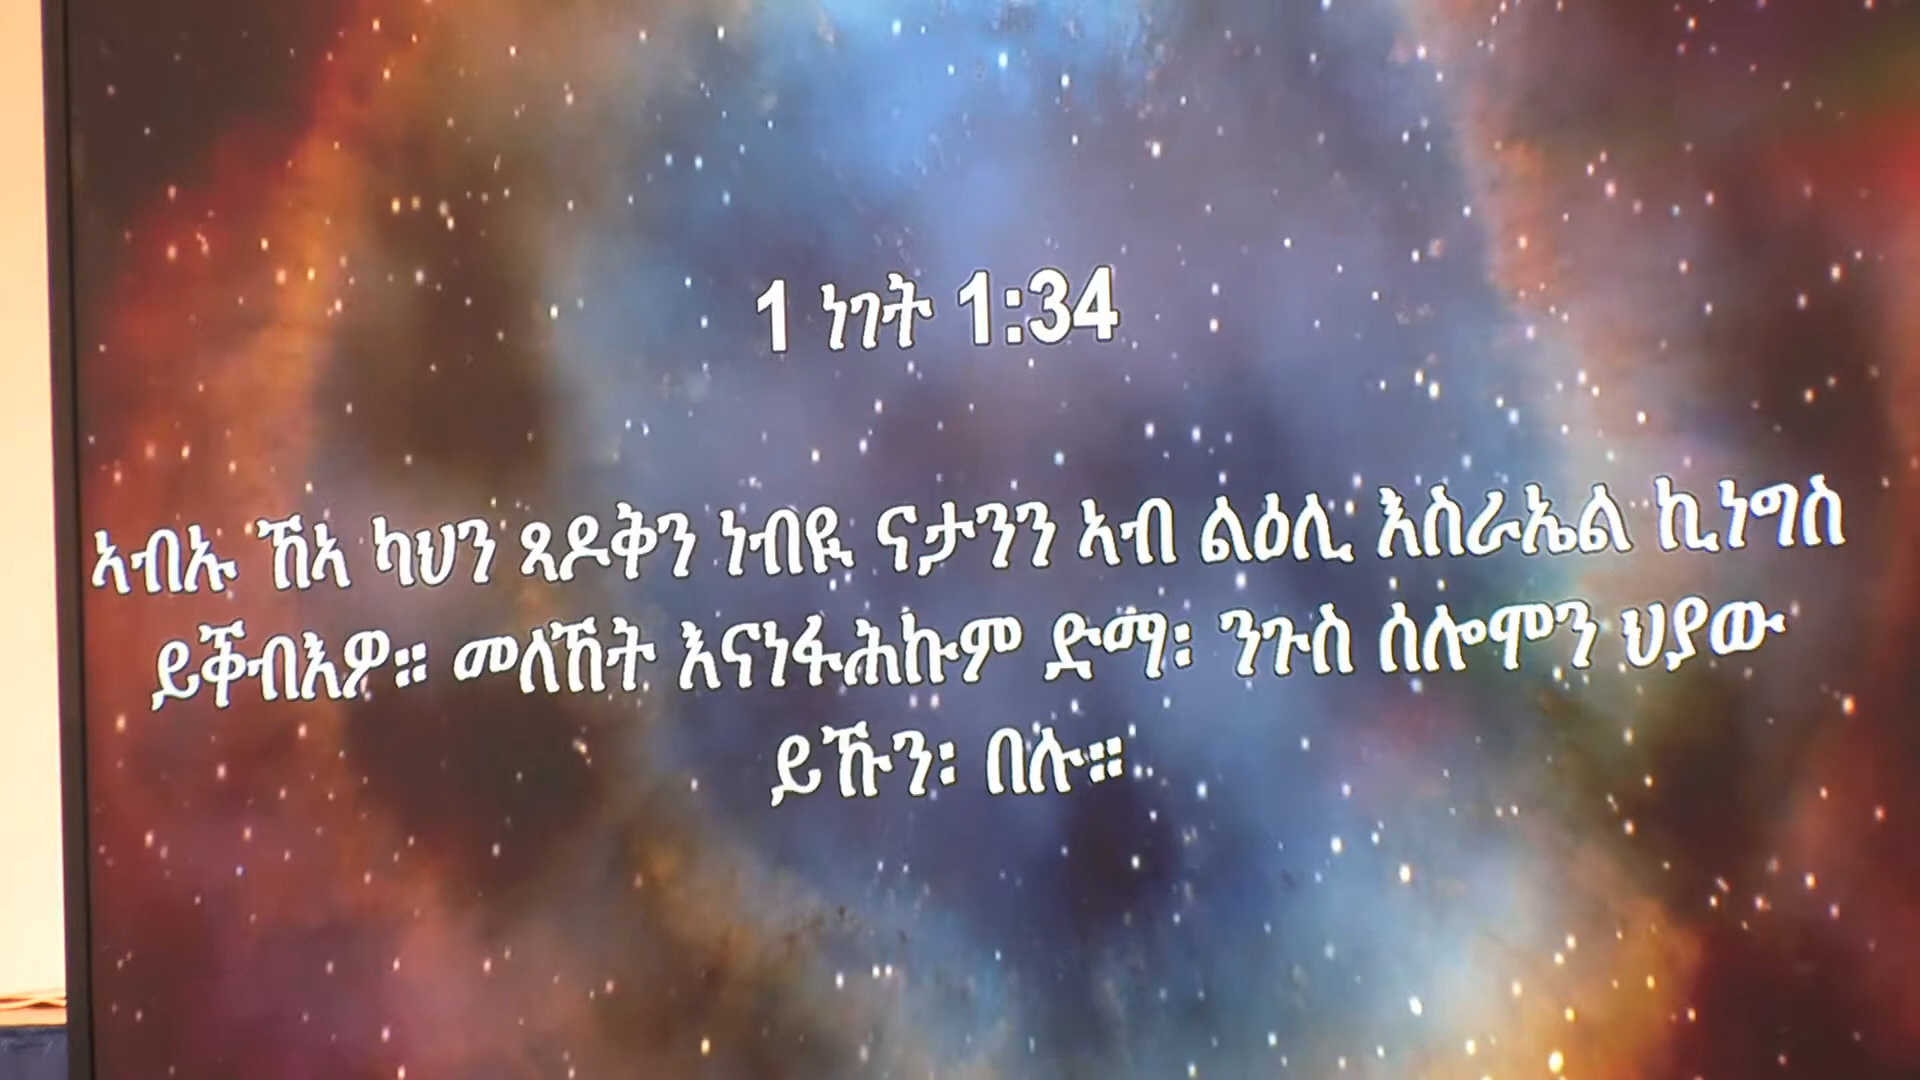 1 ነገት 1:34
ኣብኡ ኸኣ ካህን ጻዶቅን ነብዪ ናታንን ኣብ ልዕሊ እስራኤል ኪነግስ
ይቐብእዎ። መለኸት እናነፋሕኩም ድማ፡ ንጉስ ሰሎሞን ህያው
ይኹን፡ በሉ።